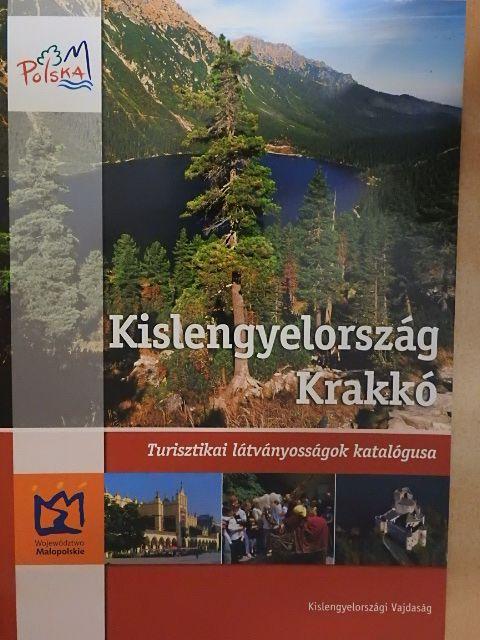 POLSKA
Kislengyelország
Krakkó
Turisztikai látványosságok katalógusa
Województwo
Małopolskie
Kislengyelországi Vajdaság